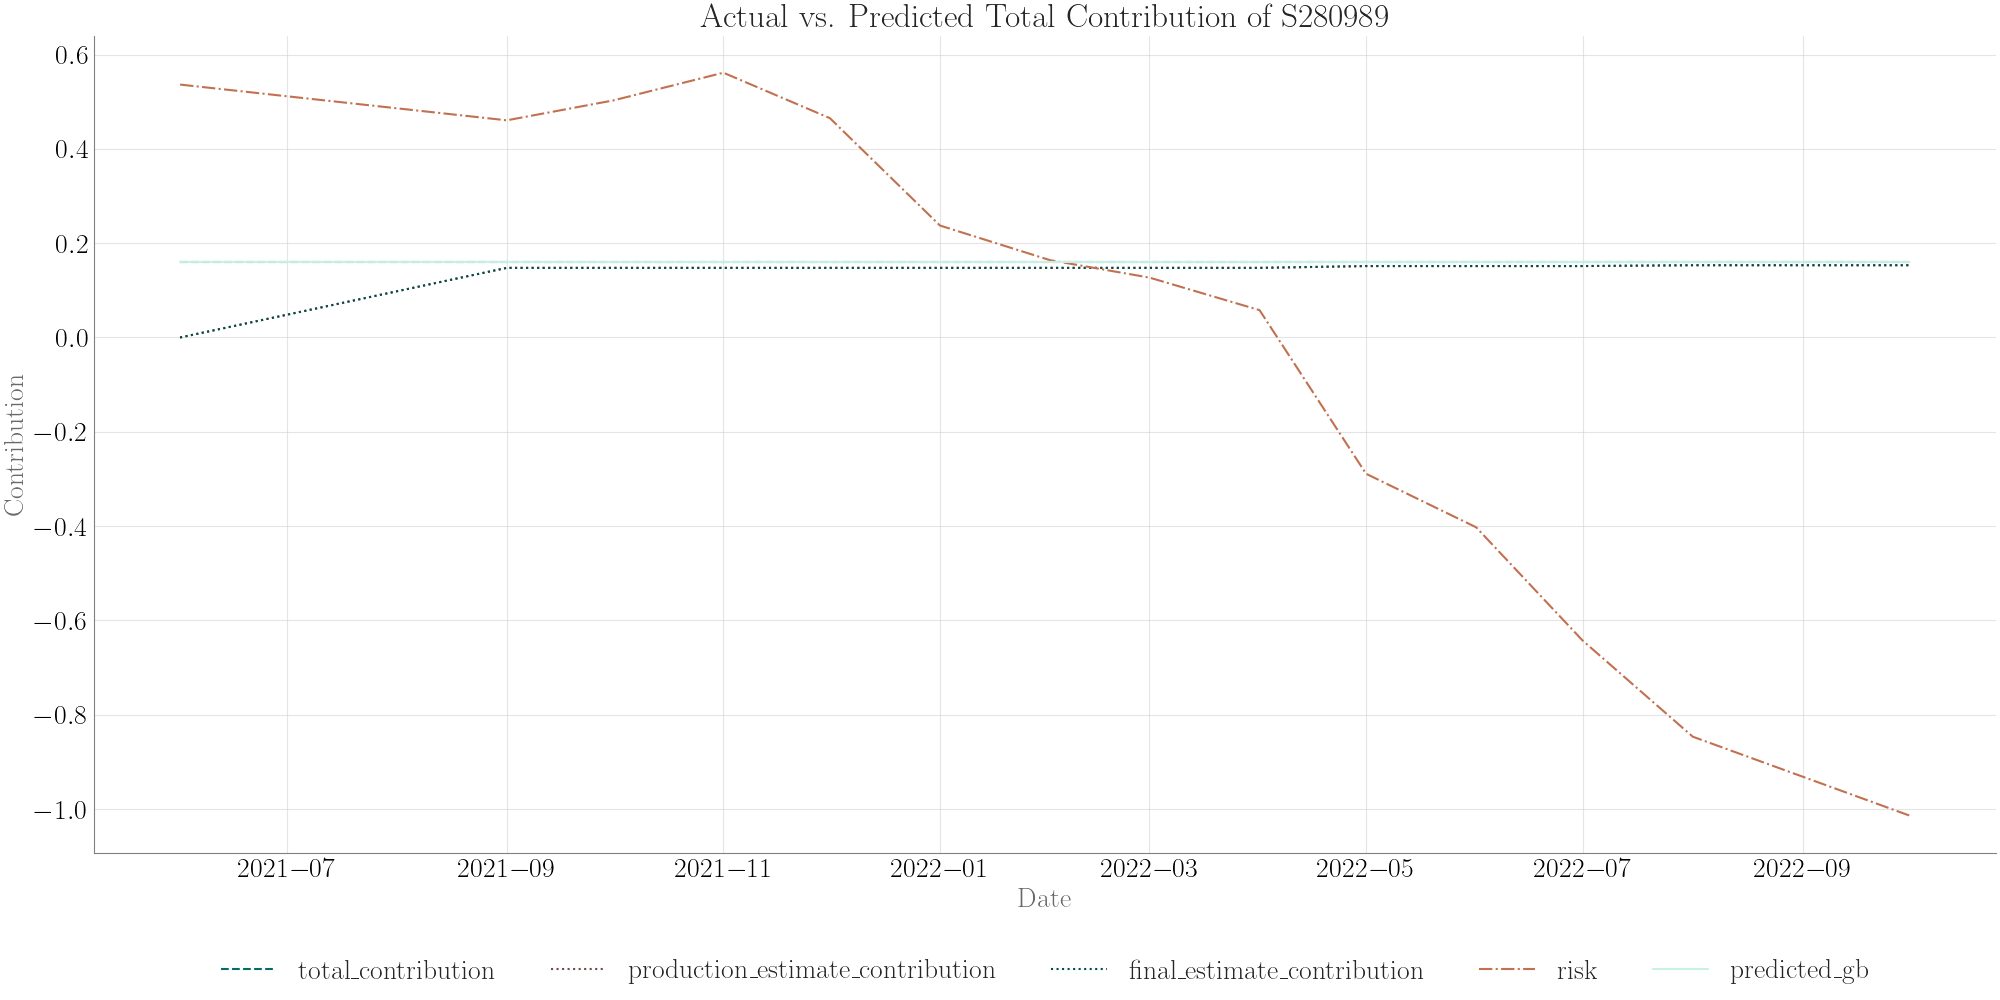 Actual vs. Predicted Total Contribution of S280989
0.6
0.4
0.2
0.0
−0.2
−0.4
−0.6
−0.8
−1.0
Contribution
2021−07 2021−09 2021−11 2022−01 2022−03 2022−05 2022−07 2022−09
Date
total_contribution production_estimate_contribution final_estimate_contribution risk predicted_gb